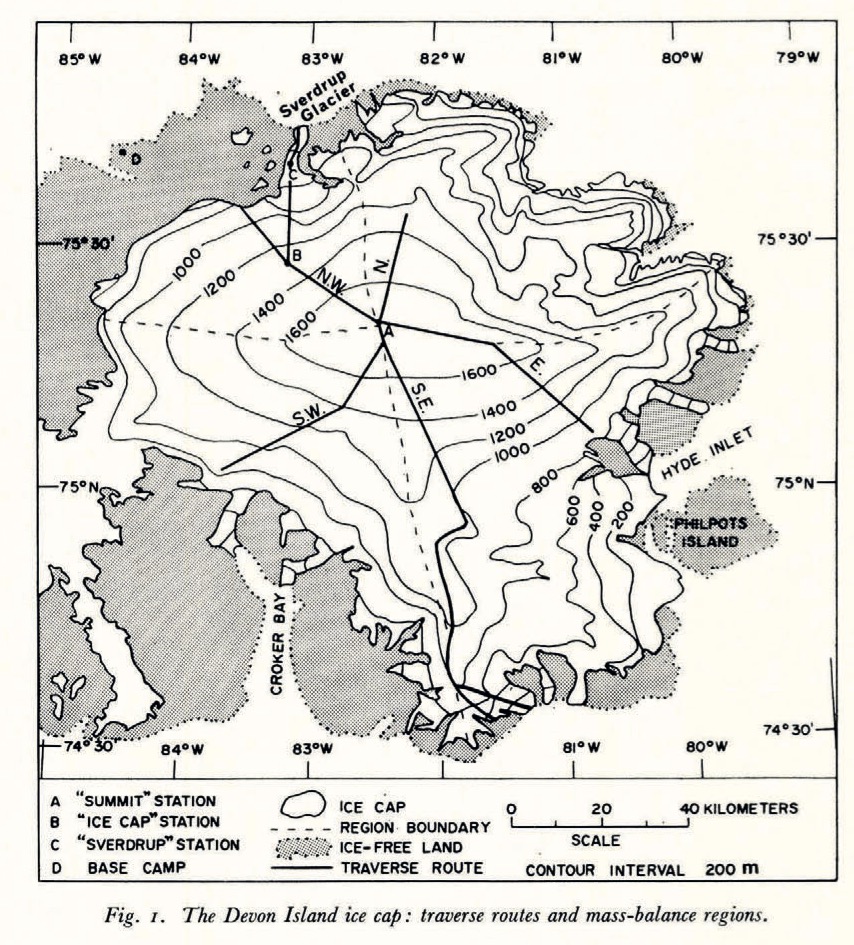 85°W 84°W 83°W 82°W 81°W 80°W 79°W
Sverdrup
Glacier
D
C
75°30' 75°30'
B
N.W.
N.
1000
1200
1400
1600
A
E.
1600
S.E.
S.W.
1400
1200
1000
800
600
400
200
HYDE INLET
75°N 75°N
PHILPOTS
ISLAND
CROKER BAY
74°30' 74°30'
84°W 83°W 81°W 80°W
A "SUMMIT" STATION
B "ICE CAP" STATION
C "SVERDRUP" STATION
D BASE CAMP
ICE CAP
REGION BOUNDARY
ICE-FREE LAND
TRAVERSE ROUTE
0 20 40 KILOMETERS
SCALE
CONTOUR INTERVAL 200 m
Fig. 1. The Devon Island ice cap: traverse routes and mass-balance regions.